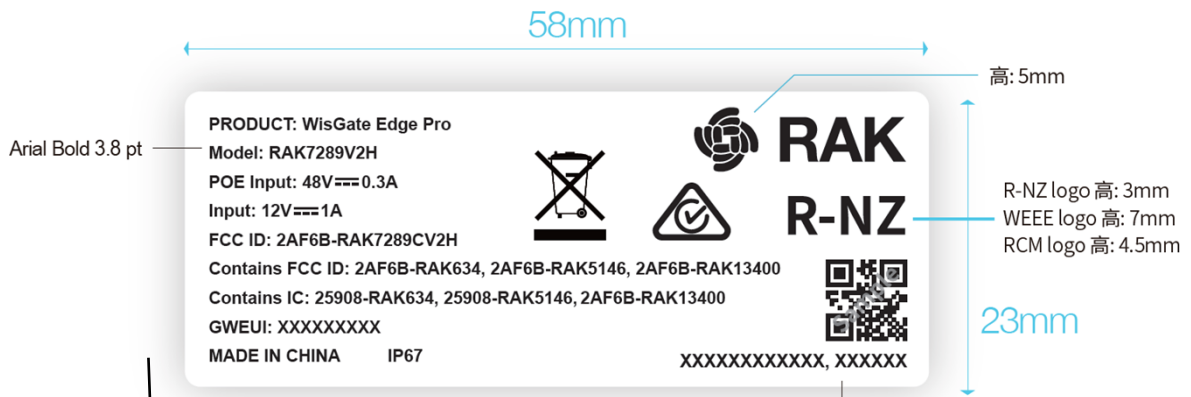 58mm
高: 5mm
Arial Bold 3.8 pt
PRODUCT: WisGate Edge Pro
Model: RAK7289V2H
POE Input: 48V⎓0.3A
Input: 12V⎓1A
FCC ID: 2AF6B-RAK7289CV2H
Contains FCC ID: 2AF6B-RAK634, 2AF6B-RAK5146, 2AF6B-RAK13400
Contains IC: 25908-RAK634, 25908-RAK5146, 2AF6B-RAK13400
GWEUI: XXXXXXXXX
MADE IN CHINA IP67
RAK
R-NZ
Sample
XXXXXXXXXXXX, XXXXXX
R-NZ logo 高: 3mm
WEEE logo 高: 7mm
RCM logo 高: 4.5mm
23mm